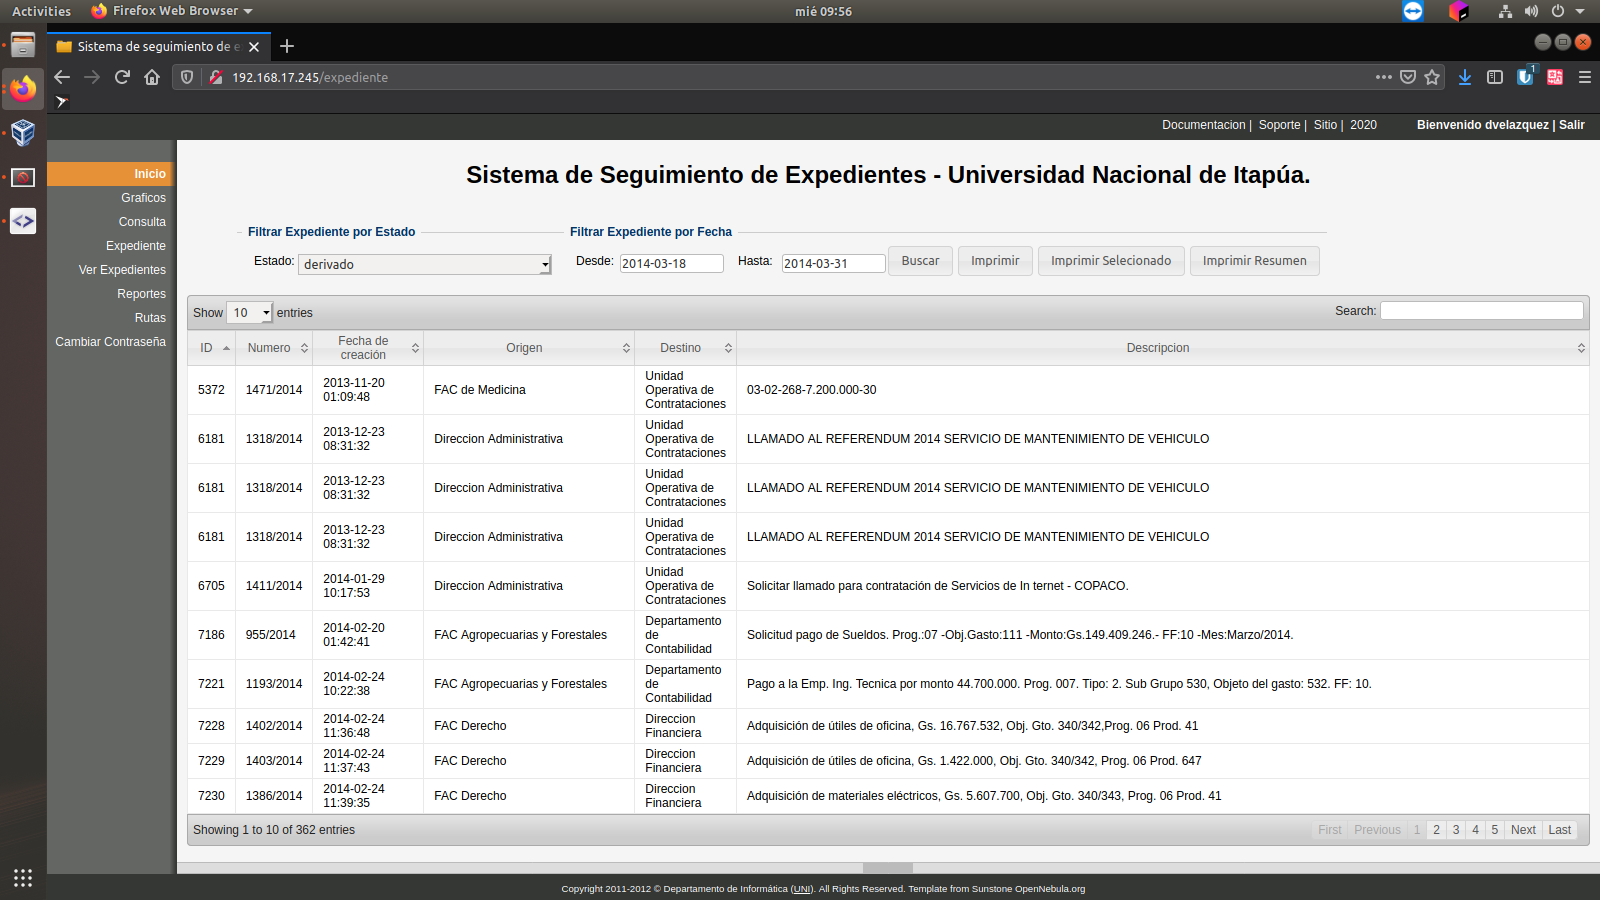 Activities Firefox Web Browser mié 09:56
Sistema de seguimiento de e
192.168.17.245/expediente
1
Documentacion | Soporte | Sitio | 2020 Bienvenido dvelazquez | Salir
Inicio
Graficos
Consulta
Expediente
Ver Expedientes
Reportes
Rutas
Cambiar Contraseña
Sistema de Seguimiento de Expedientes - Universidad Nacional de Itapúa.
Filtrar Expediente por Estado Filtrar Expediente por Fecha
Estado: derivado Desde: 2014-03-18 Hasta: 2014-03-31 Buscar Imprimir Imprimir Selecionado Imprimir Resumen
Show 10 entries Search:
ID Numero Fecha de creación Origen Destino Descripcion
5372 1471/2014 2013-11-20 01:09:48 FAC de Medicina Unidad Operativa de Contrataciones 03-02-268-7.200.000-30
6181 1318/2014 2013-12-23 08:31:32 Direccion Administrativa Unidad Operativa de Contrataciones LLAMADO AL REFERENDUM 2014 SERVICIO DE MANTENIMIENTO DE VEHICULO
6181 1318/2014 2013-12-23 08:31:32 Direccion Administrativa Unidad Operativa de Contrataciones LLAMADO AL REFERENDUM 2014 SERVICIO DE MANTENIMIENTO DE VEHICULO
6181 1318/2014 2013-12-23 08:31:32 Direccion Administrativa Unidad Operativa de Contrataciones LLAMADO AL REFERENDUM 2014 SERVICIO DE MANTENIMIENTO DE VEHICULO
6705 1411/2014 2014-01-29 10:17:53 Direccion Administrativa Unidad Operativa de Contrataciones Solicitar llamado para contratación de Servicios de In ternet - COPACO.
7186 955/2014 2014-02-20 01:42:41 FAC Agropecuarias y Forestales Departamento de Contabilidad Solicitud pago de Sueldos. Prog.:07 -Obj.Gasto:111 -Monto:Gs.149.409.246.- FF:10 -Mes:Marzo/2014.
7221 1193/2014 2014-02-24 10:22:38 FAC Agropecuarias y Forestales Departamento de Contabilidad Pago a la Emp. Ing. Tecnica por monto 44.700.000. Prog. 007. Tipo: 2. Sub Grupo 530, Objeto del gasto: 532. FF: 10.
7228 1402/2014 2014-02-24 11:36:48 FAC Derecho Direccion Financiera Adquisición de útiles de oficina, Gs. 16.767.532, Obj. Gto. 340/342,Prog. 06 Prod. 41
7229 1403/2014 2014-02-24 11:37:43 FAC Derecho Direccion Financiera Adquisición de útiles de oficina, Gs. 1.422.000, Obj. Gto. 340/342, Prog. 06 Prod. 647
7230 1386/2014 2014-02-24 11:39:35 FAC Derecho Direccion Financiera Adquisición de materiales eléctricos, Gs. 5.607.700, Obj. Gto. 340/343, Prog. 06 Prod. 41
Showing 1 to 10 of 362 entries First Previous 1 2 3 4 5 Next Last
Copyright 2011-2012 © Departamento de Informática (UNI). All Rights Reserved. Template from Sunstone OpenNebula.org